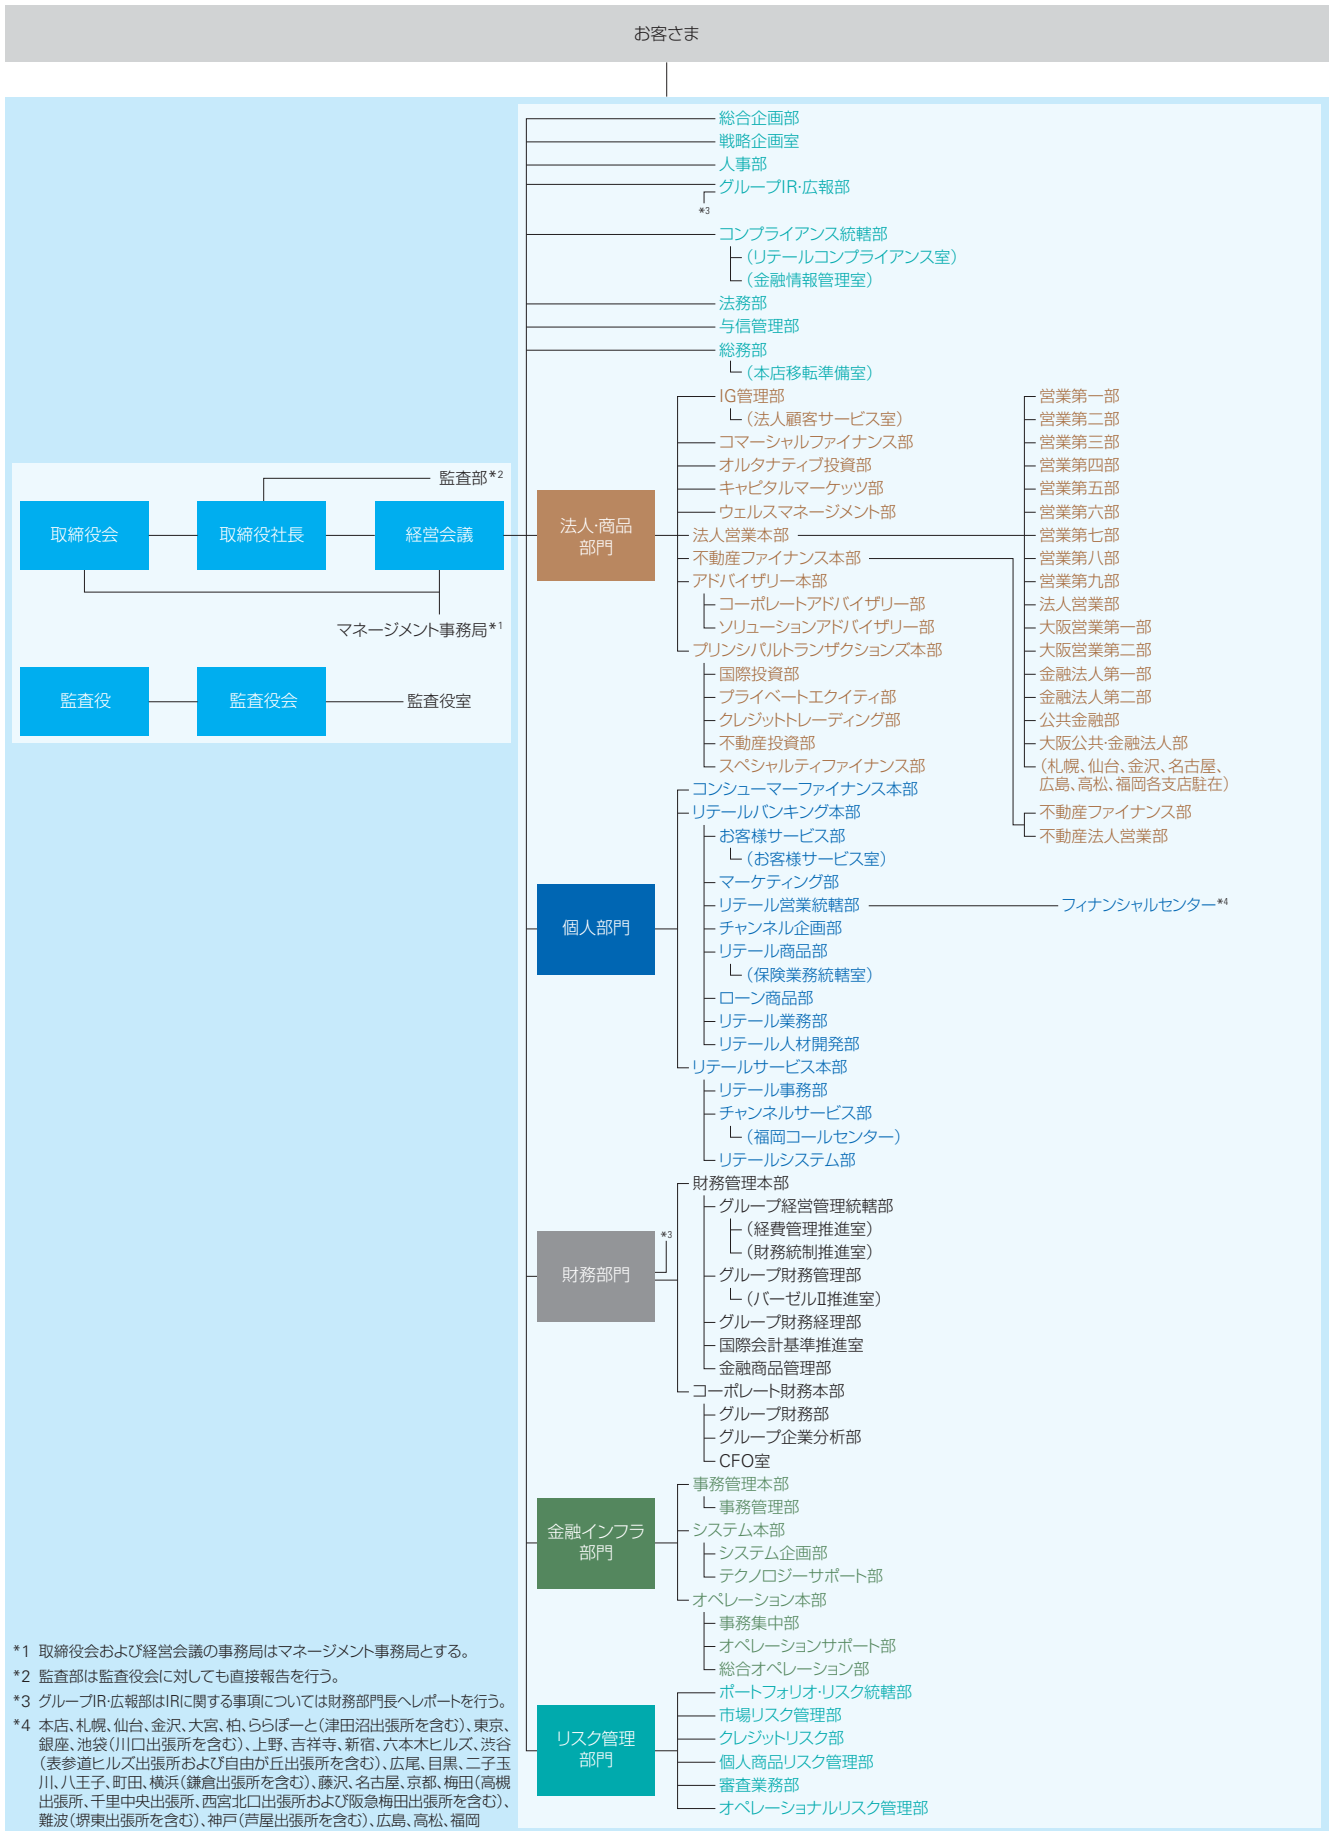 お客さま
総合企画部
戦略企画室
人事部
グループIR・広報部
*3
コンプライアンス統轄部
（リテールコンプライアンス室）
（金融情報管理室）
法務部
与信管理部
総務部
（本店移転準備室）
監査部*2
取締役会
取締役社長
経営会議
マネージメント事務局*1
監査役
監査役会
監査役室
法人・商品
部門
IG管理部
（法人顧客サービス室）
コマーシャルファイナンス部
オルタナティブ投資部
キャピタルマーケッツ部
ウェルスマネージメント部
法人営業本部
不動産ファイナンス本部
アドバイザリー本部
コーポレートアドバイザリー部
ソリューションアドバイザリー部
プリンシパルトランザクションズ本部
国際投資部
プライベートエクイティ部
クレジットトレーディング部
不動産投資部
スペシャルティファイナンス部
営業第一部
営業第二部
営業第三部
営業第四部
営業第五部
営業第六部
営業第七部
営業第八部
営業第九部
法人営業部
大阪営業第一部
大阪営業第二部
金融法人第一部
金融法人第二部
公共金融部
大阪公共・金融法人部
（札幌、仙台、金沢、名古屋、
広島、高松、福岡各支店駐在）
不動産ファイナンス部
不動産法人営業部
個人部門
コンシューマーファイナンス本部
リテールバンキング本部
お客様サービス部
（お客様サービス室）
マーケティング部
リテール営業統轄部
フィナンシャルセンター*4
チャンネル企画部
リテール商品部
（保険業務統轄室）
ローン商品部
リテール業務部
リテール人材開発部
リテールサービス本部
リテール事務部
チャンネルサービス部
（福岡コールセンター）
リテールシステム部
財務部門
*3
財務管理本部
グループ経営管理統轄部
（経費管理推進室）
（財務統制推進室）
グループ財務管理部
（バーゼルⅡ推進室）
グループ財務経理部
国際会計基準推進室
金融商品管理部
コーポレート財務本部
グループ財務部
グループ企業分析部
CFO室
金融インフラ
部門
事務管理本部
事務管理部
システム本部
システム企画部
テクノロジーサポート部
オペレーション本部
事務集中部
オペレーションサポート部
総合オペレーション部
リスク管理
部門
ポートフォリオ・リスク統轄部
市場リスク管理部
クレジットリスク部
個人商品リスク管理部
審査業務部
オペレーショナルリスク管理部
*1 取締役会および経営会議の事務局はマネージメント事務局とする。
*2 監査部は監査役会に対しても直接報告を行う。
*3 グループIR・広報部はIRに関する事項については財務部門長へレポートを行う。
*4 本店、札幌、仙台、金沢、大宮、柏、ららぽーと（津田沼出張所を含む）、東京、
銀座、池袋（川口出張所を含む）、上野、吉祥寺、新宿、六本木ヒルズ、渋谷
（表参道ヒルズ出張所および自由が丘出張所を含む）、広尾、目黒、二子玉
川、八王子、町田、横浜（鎌倉出張所を含む）、藤沢、名古屋、京都、梅田（高槻
出張所、千里中央出張所、西宮北口出張所および阪急梅田出張所を含む）、
難波（堺東出張所を含む）、神戸（芦屋出張所を含む）、広島、高松、福岡